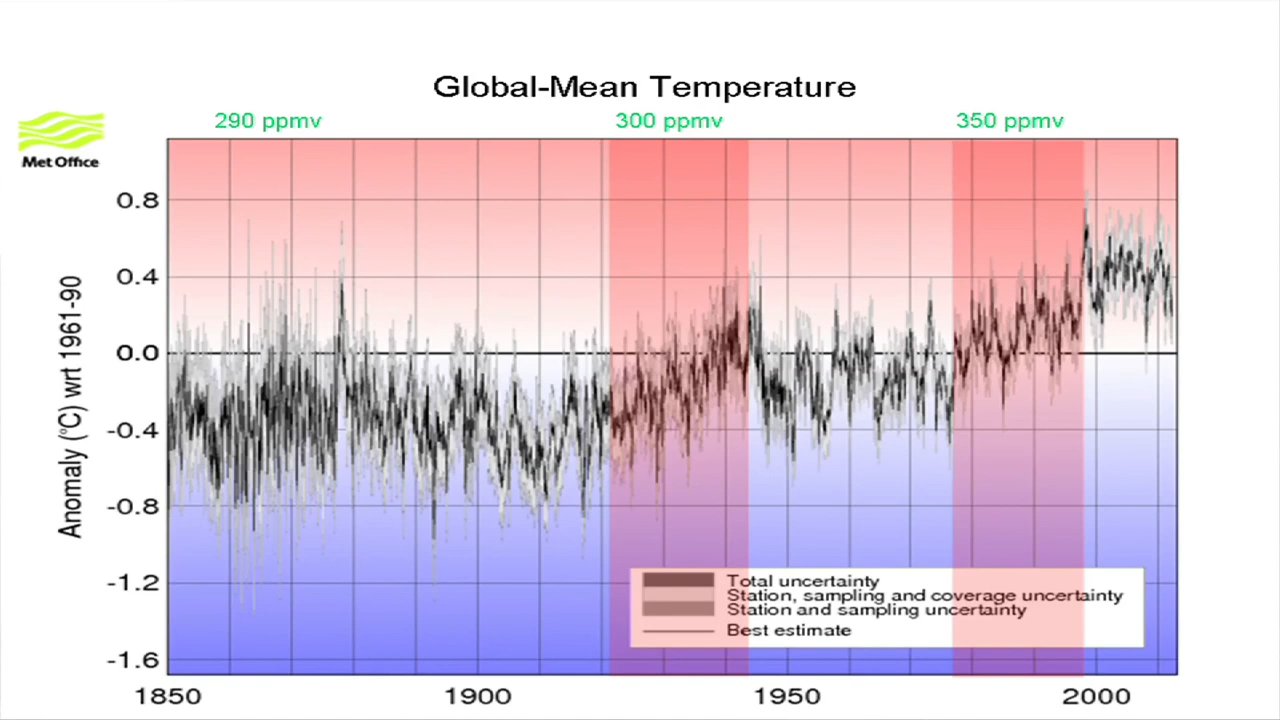 Global-Mean Temperature
290 ppmv
300 ppmv
350 ppmv
Met Office
Anomaly (°C) wrt 1961-90
0.8
0.4
0.0
-0.4
-0.8
-1.2
-1.6
Total uncertainty
Station, sampling and coverage uncertainty
Station and sampling uncertainty
Best estimate
1850
1900
1950
2000